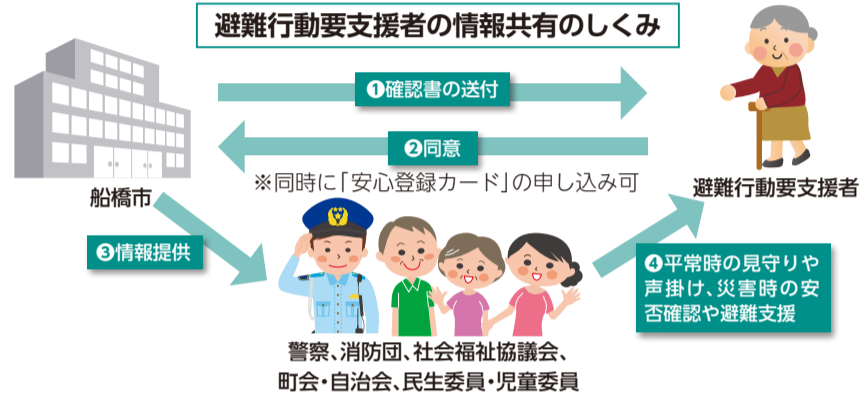 避難行動要支援者の情報共有のしくみ
❶確認書の送付
❷同意
※同時に「安心登録カード」の申し込み可
船橋市
避難行動要支援者
❸情報提供
❹平常時の見守りや
声掛け、災害時の安
否確認や避難支援
警察、消防団、社会福祉協議会、
町会・自治会、民生委員・児童委員